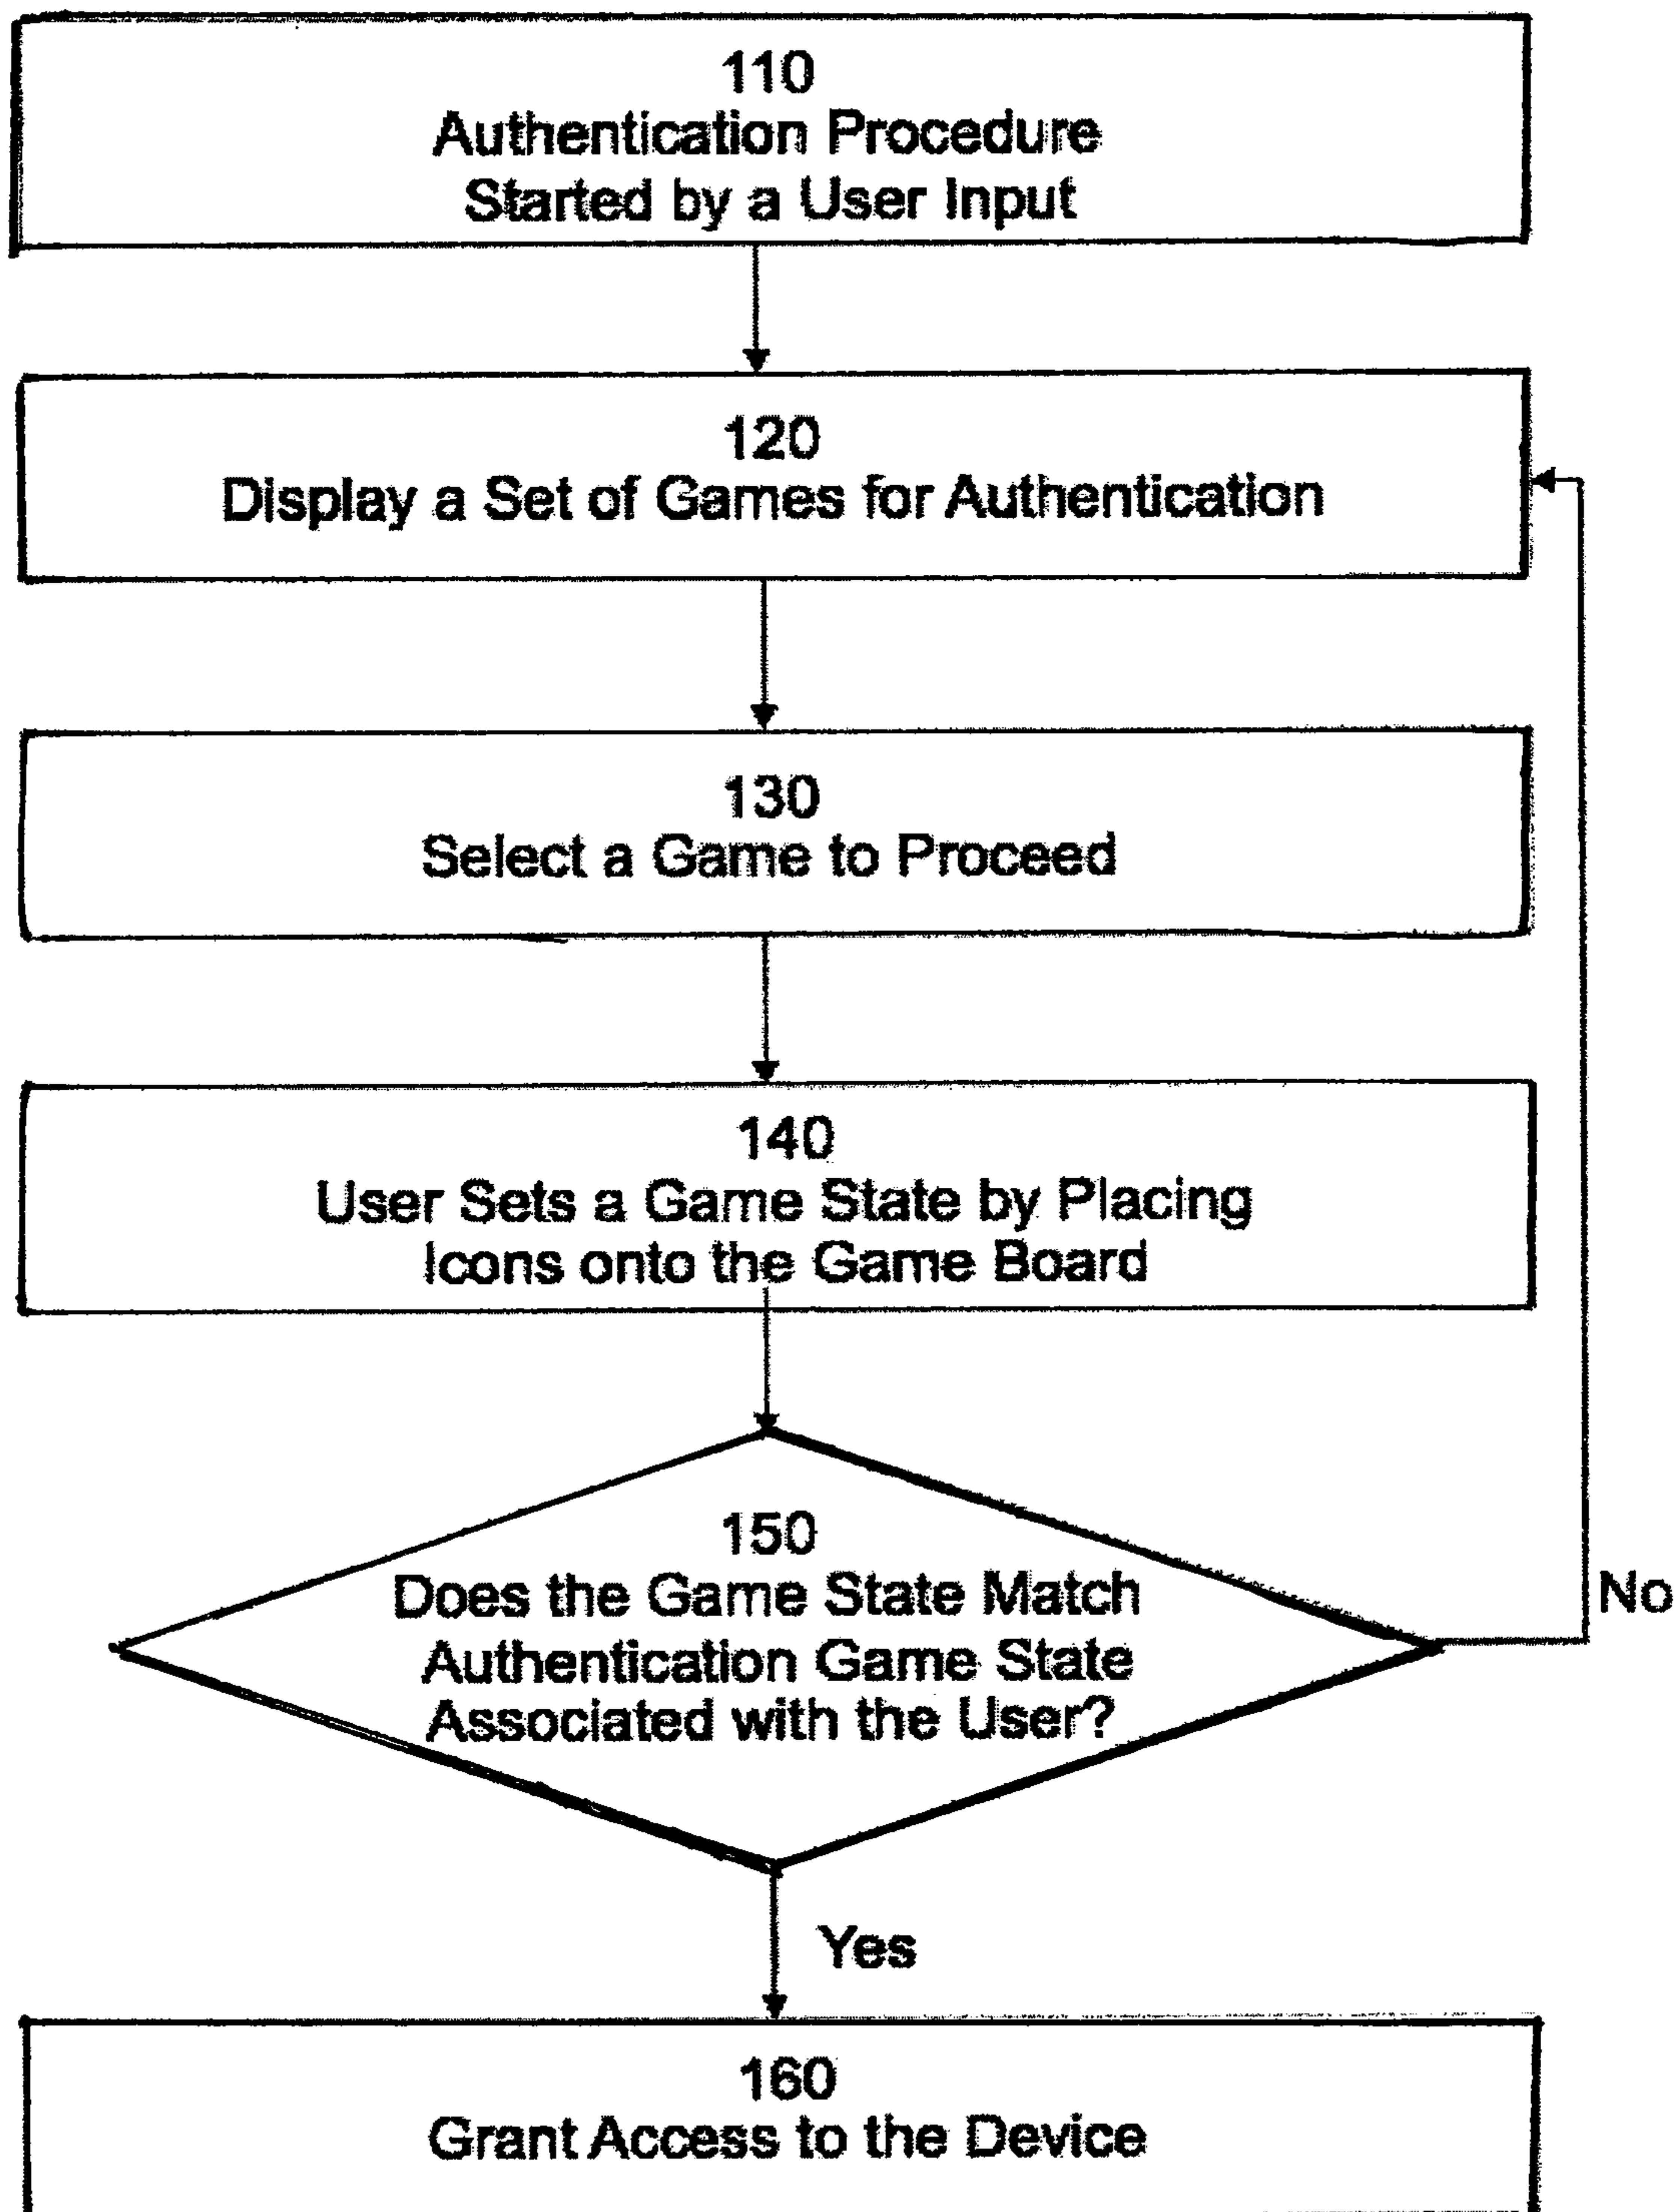 110
Authentication Procedure
Started by a User Input
120
Display a Set of Games for Authentication
130
Select a Game to Proceed
140
User Sets a Game State by Placing
Icons onto the Game Board
150
Does the Game State Match
Authentication Game State
Associated with the User?
No
Yes
160
Grant Access to the Device